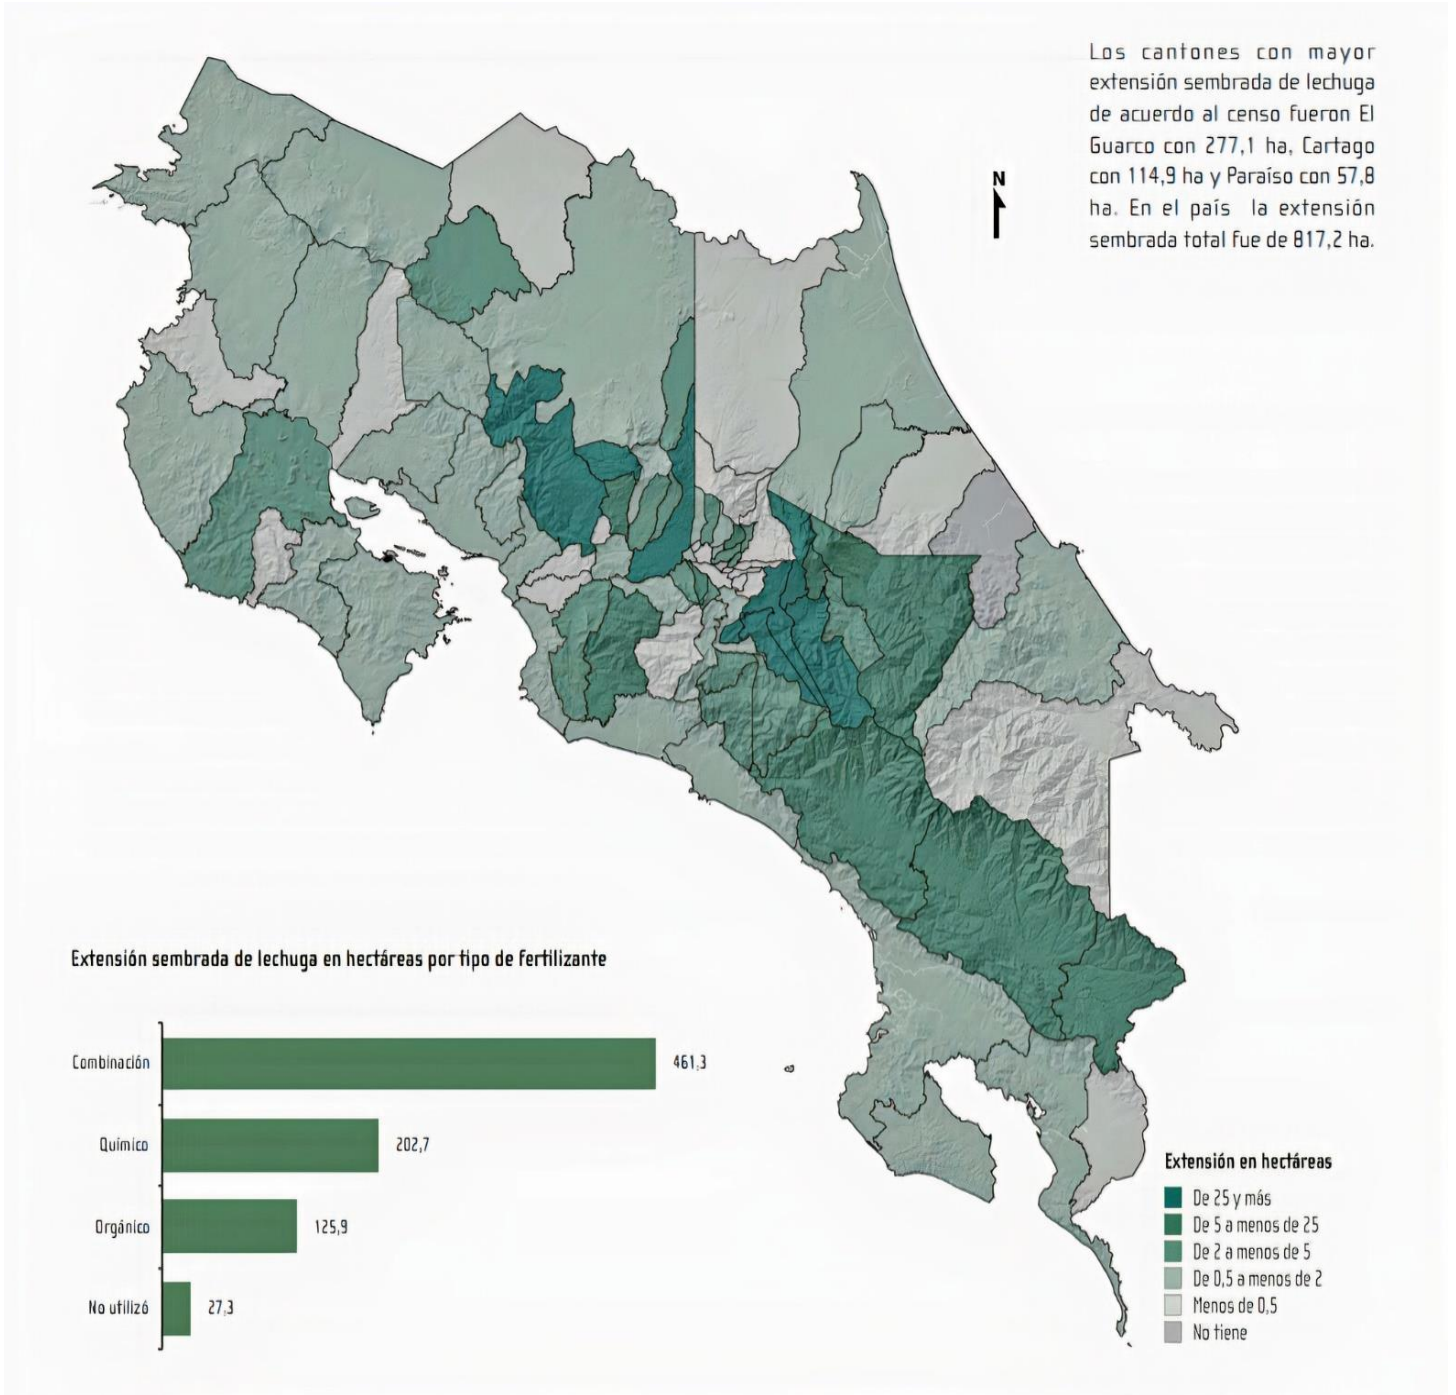 Los cantones con mayor
extensión sembrada de lechuga
de acuerdo al censo fueron El
Guarco con 277,1 ha, Cartago
con 114,9 ha y Paraíso con 57,8
ha. En el país la extensión
sembrada total fue de 817,2 ha.
N
Extensión sembrada de lechuga en hectáreas por tipo de fertilizante
Combinación 461,3
Químico 202,7
Orgánico 125,9
No utilizó 27,3
Extensión en hectáreas
De 25 y más
De 5 a menos de 25
De 2 a menos de 5
De 0,5 a menos de 2
Menos de 0,5
No tiene